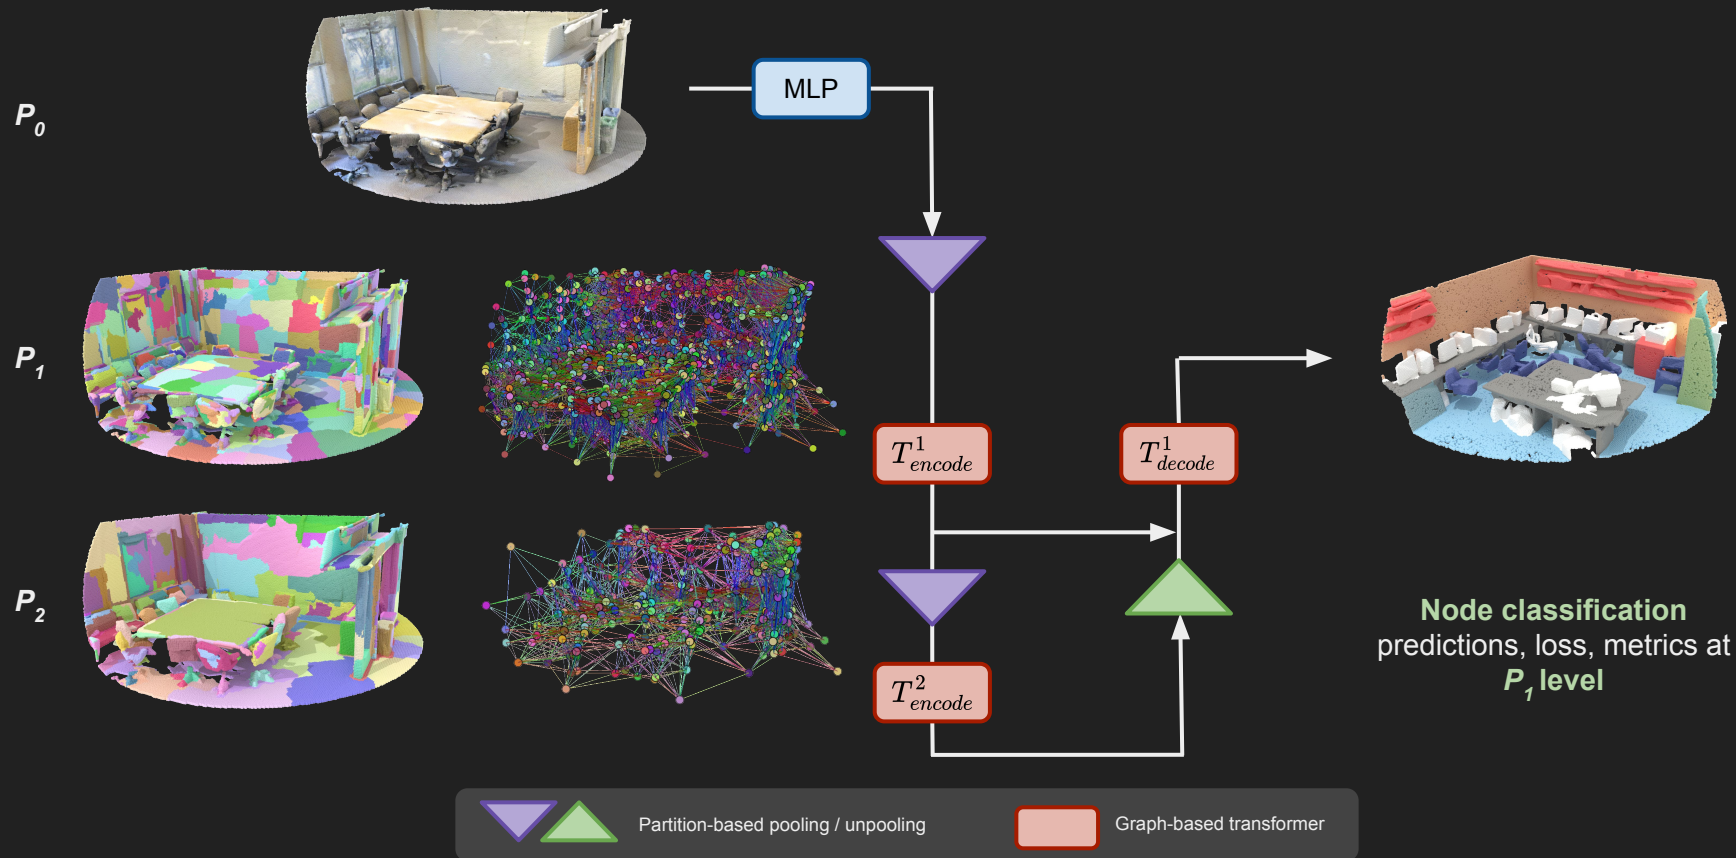 P0
MLP
P1
T1encode
T1decode
P2
T2encode
Node classification
predictions, loss, metrics at
P1 level
Partition-based pooling / unpooling
Graph-based transformer